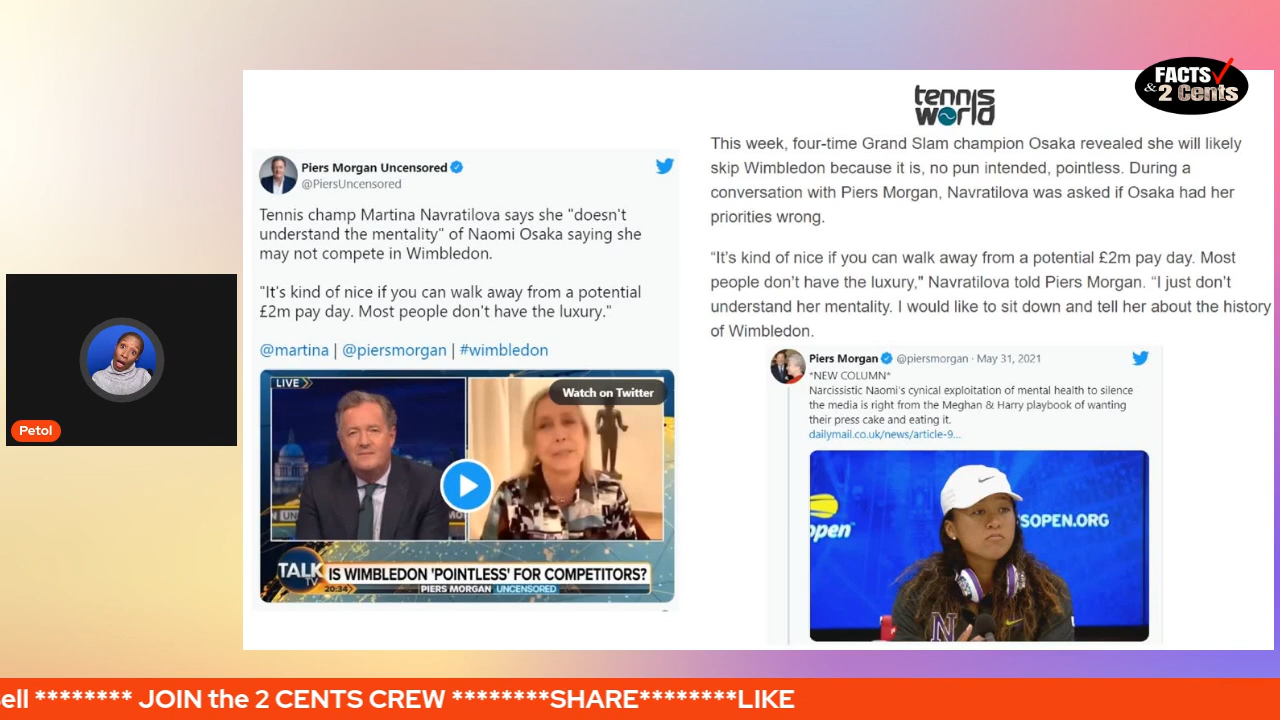 FACTS
& 2 Cents
tennis
world
This week, four-time Grand Slam champion Osaka revealed she will likely
skip Wimbledon because it is, no pun intended, pointless. During a
conversation with Piers Morgan, Navratilova was asked if Osaka had her
priorities wrong.
“It's kind of nice if you can walk away from a potential £2m pay day. Most
people don’t have the luxury," Navratilova told Piers Morgan. “I just don't
understand her mentality. I would like to sit down and tell her about the history
of Wimbledon.
Piers Morgan Uncensored
@PiersUncensored
Tennis champ Martina Navratilova says she "doesn't
understand the mentality" of Naomi Osaka saying she
may not compete in Wimbledon.
"It's kind of nice if you can walk away from a potential
£2m pay day. Most people don't have the luxury."
@martina | @piersmorgan | #wimbledon
LIVE
Watch on Twitter
TALK
TV
20:34
IS WIMBLEDON 'POINTLESS' FOR COMPETITORS?
PIERS MORGAN UNCENSORED
Piers Morgan @piersmorgan · May 31, 2021
*NEW COLUMN*
Narcissistic Naomi's cynical exploitation of mental health to silence
the media is right from the Meghan & Harry playbook of wanting
their press cake and eating it.
dailymail.co.uk/news/article-9...
open
SOPEN.ORG
N
Petol
ell ******** JOIN the 2 CENTS CREW ********SHARE********LIKE